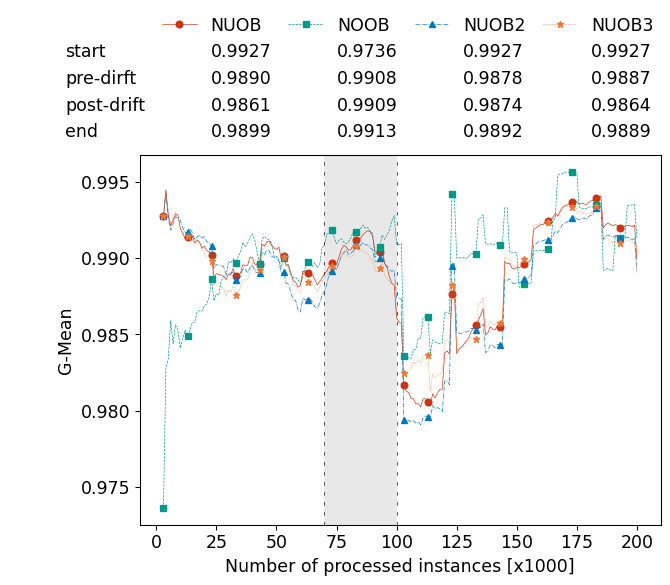 NUOB NOOB NUOB2 NUOB3
start 0.9927 0.9736 0.9927 0.9927
pre-dirft 0.9890 0.9908 0.9878 0.9887
post-drift 0.9861 0.9909 0.9874 0.9864
end 0.9899 0.9913 0.9892 0.9889
0.995
0.990
0.985
0.980
0.975
G-Mean
0 25 50 75 100 125 150 175 200
Number of processed instances [x1000]